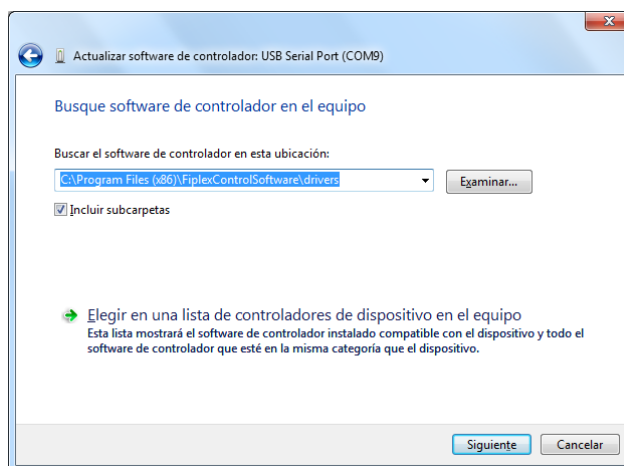 Actualizar software de controlador: USB Serial Port (COM9)
Busque software de controlador en el equipo
Buscar el software de controlador en esta ubicación:
C:\Program Files (x86)\FiplexControlSoftware\drivers
Examinar...
Incluir subcarpetas
Elegir en una lista de controladores de dispositivo en el equipo
Esta lista mostrará el software de controlador instalado compatible con el dispositivo y todo el
software de controlador que esté en la misma categoría que el dispositivo.
Siguiente
Cancelar